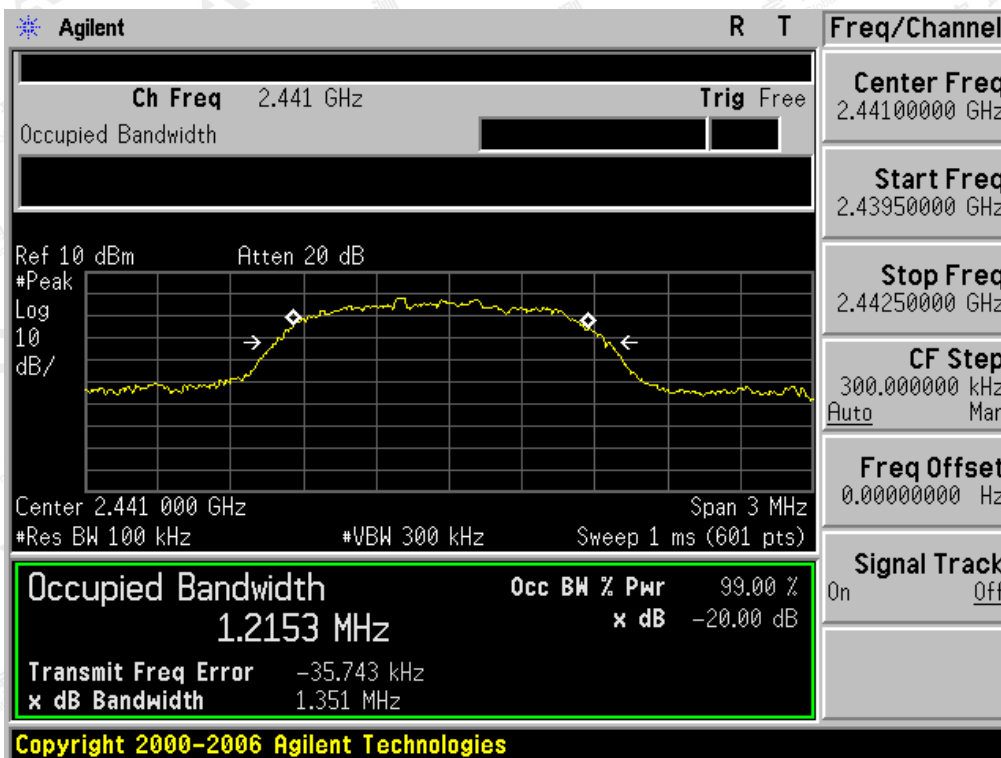 Agilent R T
Ch Freq 2.441 GHz Trig Free
Occupied Bandwidth
Ref 10 dBm Atten 20 dB
#Peak
Log
10
dB/
Center 2.441 000 GHz Span 3 MHz
#Res BW 100 kHz #VBW 300 kHz Sweep 1 ms (601 pts)
Occupied Bandwidth Occ BW % Pwr 99.00 %
1.2153 MHz x dB -20.00 dB
Transmit Freq Error -35.743 kHz
x dB Bandwidth 1.351 MHz
Copyright 2000-2006 Agilent Technologies
Freq/Channel
Center Freq
2.44100000 GHz
Start Freq
2.43950000 GHz
Stop Freq
2.44250000 GHz
CF Step
300.000000 kHz
Auto Man
Freq Offset
0.00000000 Hz
Signal Track
On Off